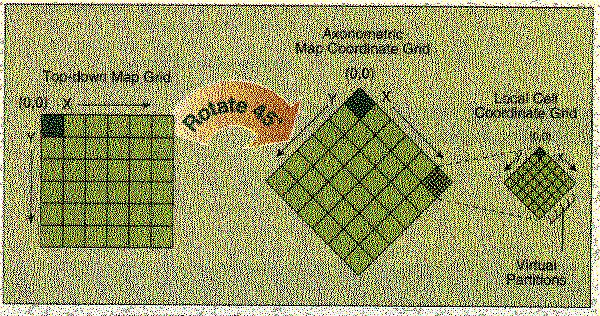 Top-down Map Grid
(0,0) X
Y
Rotate 45°
Axonometric
Map Coordinate Grid
(0,0)
Y X
Local Cell
Coordinate Grid
(0,0)
Virtual
Partitions